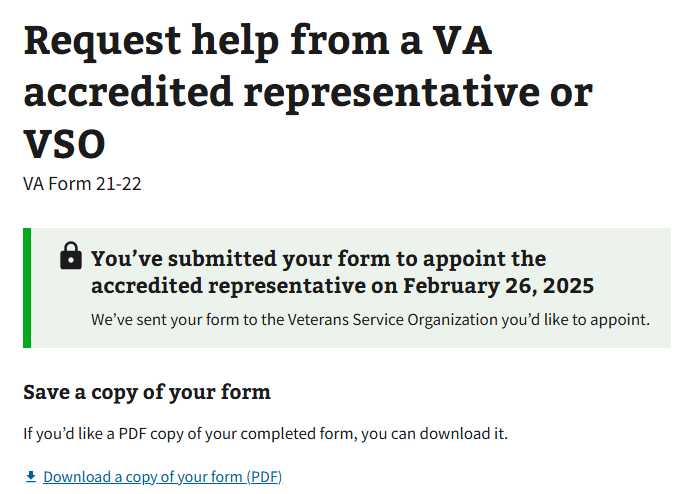 Request help from a VA
accredited representative or
VSO
VA Form 21-22
You’ve submitted your form to appoint the
accredited representative on February 26, 2025
We’ve sent your form to the Veterans Service Organization you’d like to appoint.
Save a copy of your form
If you’d like a PDF copy of your completed form, you can download it.
Download a copy of your form (PDF)